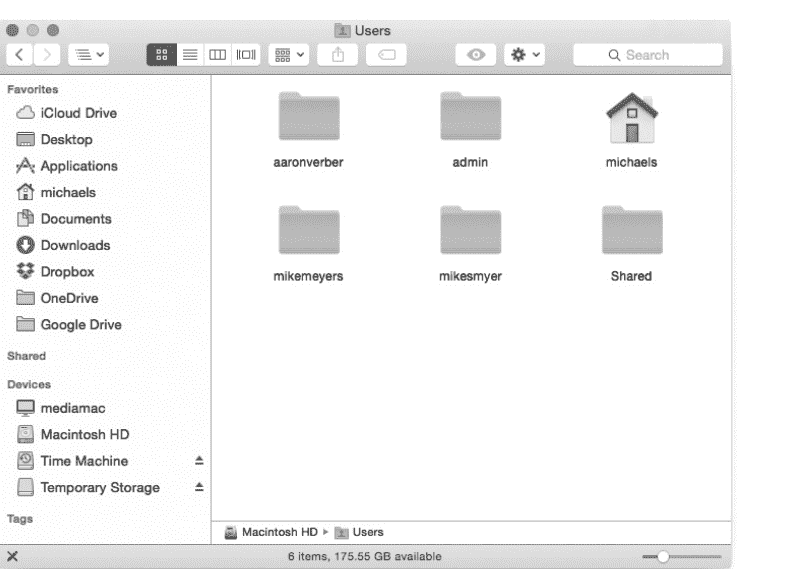 Users
Search
Favorites
iCloud Drive
Desktop
Applications
michaels
Documents
Downloads
Dropbox
OneDrive
Google Drive
Shared
Devices
mediamac
Macintosh HD
Time Machine
Temporary Storage
Tags
aaronverber
admin
michaels
mikemeyers
mikesmyer
Shared
Macintosh HD Users
6 items, 175.55 GB available